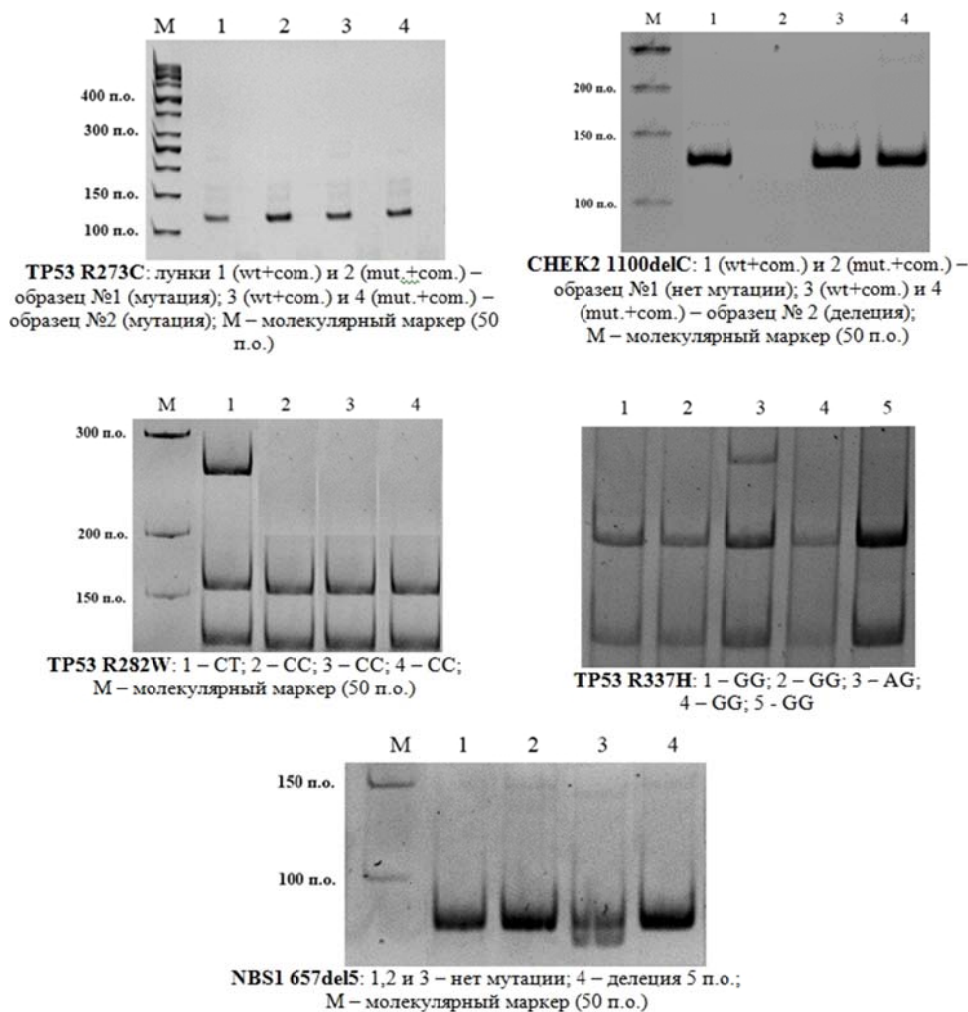 M 1 2 3 4
400 п.о.
300 п.о.
150 п.о.
100 п.о.
TP53 R273C: лунки 1 (wt+com.) и 2 (mut.+com.) –
образец №1 (мутация); 3 (wt+com.) и 4 (mut.+com.) –
образец №2 (мутация); М – молекулярный маркер (50
п.о.)
M 1 2 3 4
200 п.о.
150 п.о.
100 п.о.
CHEK2 1100delC: 1 (wt+com.) и 2 (mut.+com.) –
образец №1 (нет мутации); 3 (wt+com.) и 4
(mut.+com.) – образец № 2 (делеция);
М – молекулярный маркер (50 п.о.)
M 1 2 3 4
300 п.о.
200 п.о.
150 п.о.
TP53 R282W: 1 – CT; 2 – CC; 3 – CC; 4 – CC;
М – молекулярный маркер (50 п.о.)
1 2 3 4 5
TP53 R337H: 1 – GG; 2 – GG; 3 – AG;
4 – GG; 5 - GG
M 1 2 3 4
150 п.о.
100 п.о.
NBS1 657del5: 1,2 и 3 – нет мутации; 4 – делеция 5 п.о.;
М – молекулярный маркер (50 п.о.)